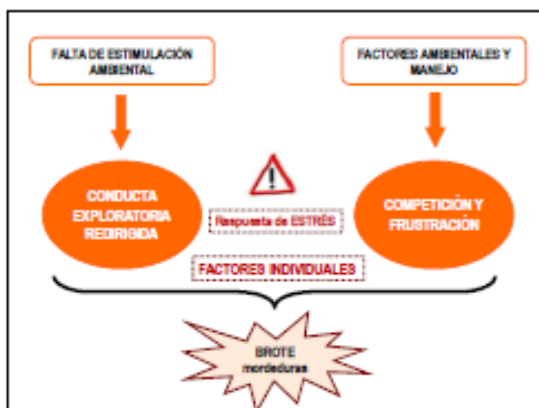 FALTA DE ESTIMULACIÓN
AMBIENTAL
FACTORES AMBIENTALES Y
MANEJO
CONDUCTA
EXPLORATORIA
REDIRIGIDA
COMPETICIÓN Y
FRUSTRACIÓN
Respuesta de ESTRÉS
FACTORES INDIVIDUALES
BROTE
mordeduras